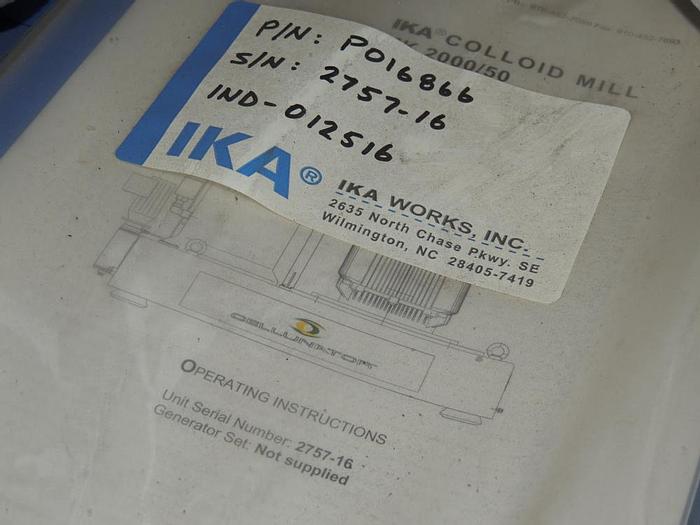 IKA® COLLOID MILL
2000/50
P/N: P016866
S/N: 2757-16
IND-012516
IKA®
IKA WORKS, INC.
2635 North Chase Pkwy. SE
Wilmington, NC 28405-7419
OPERATING INSTRUCTIONS
Unit Serial Number: 2757-16
Generator Set: Not supplied